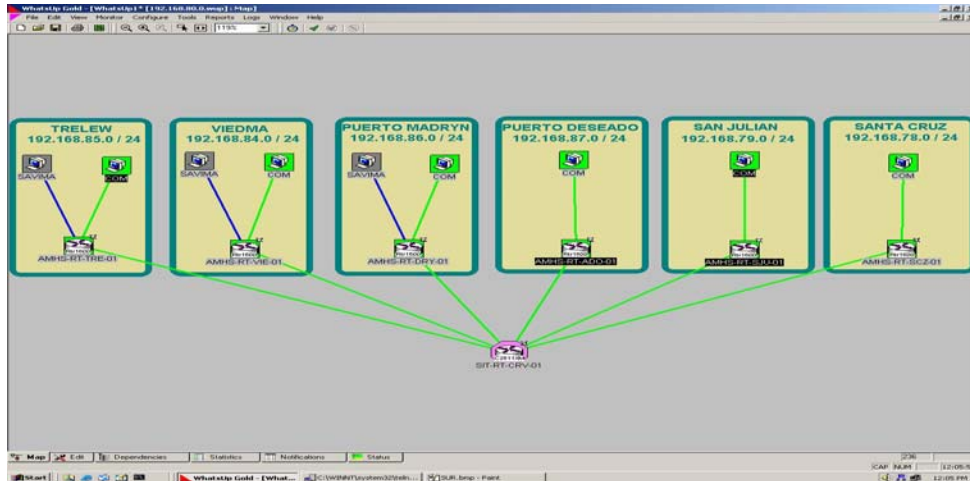 WhatsUp Gold - [WhatsUp1* [192.168.80.0.wup] : Map]
File Edit View Monitor Configure Tools Reports Logs Window Help
119%
TRELEW
192.168.85.0 / 24
VIEDMA
192.168.84.0 / 24
PUERTO MADRYN
192.168.86.0 / 24
PUERTO DESEADO
192.168.87.0 / 24
SAN JULIAN
192.168.79.0 / 24
SANTA CRUZ
192.168.78.0 / 24
SAVIMA
COM
SAVIMA
COM
SAVIMA
COM
COM
COM
COM
AMHS-RT-TRE-01
AMHS-RT-VIE-01
AMHS-RT-DRY-01
AMHS-RT-ADO-01
AMHS-RT-SJU-01
AMHS-RT-SCZ-01
SIT-RT-CRV-01
Map Edit Dependencies Statistics Notifications Status
236
CAP NUM
Start
WhatsUp Gold - [What...
SUR.bmp - Paint
12:05 PM